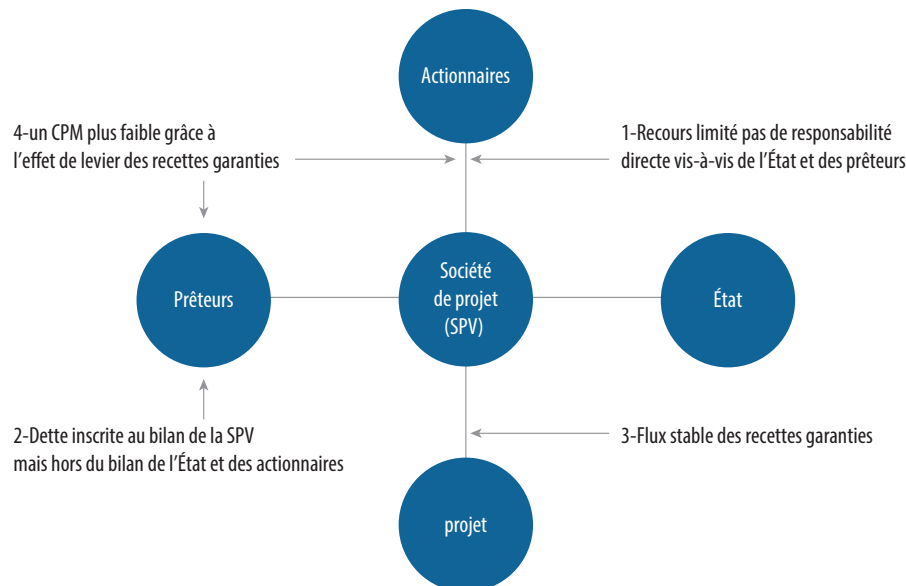 Actionnaires
4-un CPM plus faible grâce à
l’effet de levier des recettes garanties
1-Recours limité pas de responsabilité
directe vis-à-vis de l’État et des prêteurs
Prêteurs
Société
de projet
(SPV)
État
2-Dette inscrite au bilan de la SPV
mais hors du bilan de l’État et des actionnaires
3-Flux stable des recettes garanties
projet